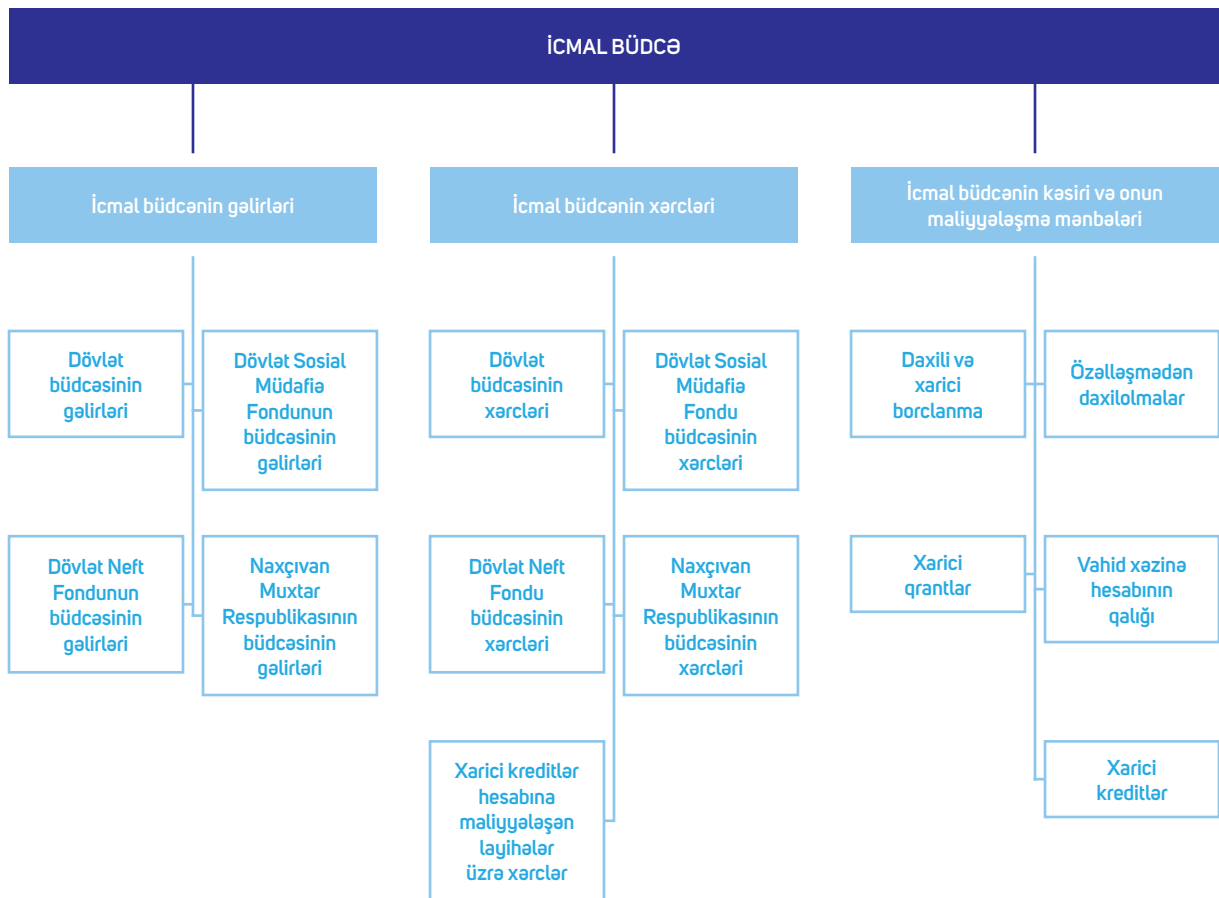 İCMAL BÜDCƏ
İcmal büdcənin gəlirləri
İcmal büdcənin xərcləri
İcmal büdcənin kəsiri və onun
maliyyələşmə mənbələri
Dövlət
büdcəsinin
gəlirləri
Dövlət Sosial
Müdafiə
Fondunun
büdcəsinin
gəlirləri
Dövlət
büdcəsinin
xərcləri
Dövlət Sosial
Müdafiə
Fondu
büdcəsinin
xərcləri
Daxili və
xarici
borclanma
Özəlləşmədən
daxilolmalar
Dövlət Neft
Fondunun
büdcəsinin
gəlirləri
Naxçıvan
Muxtar
Respublikasının
büdcəsinin
gəlirləri
Dövlət Neft
Fondu
büdcəsinin
xərcləri
Naxçıvan
Muxtar
Respublikasının
büdcəsinin
xərcləri
Xarici
qrantlar
Vahid xəzinə
hesabının
qalığı
Xarici kreditlər
hesabına
maliyyələşən
layihələr
üzrə xərclər
Xarici
kreditlər